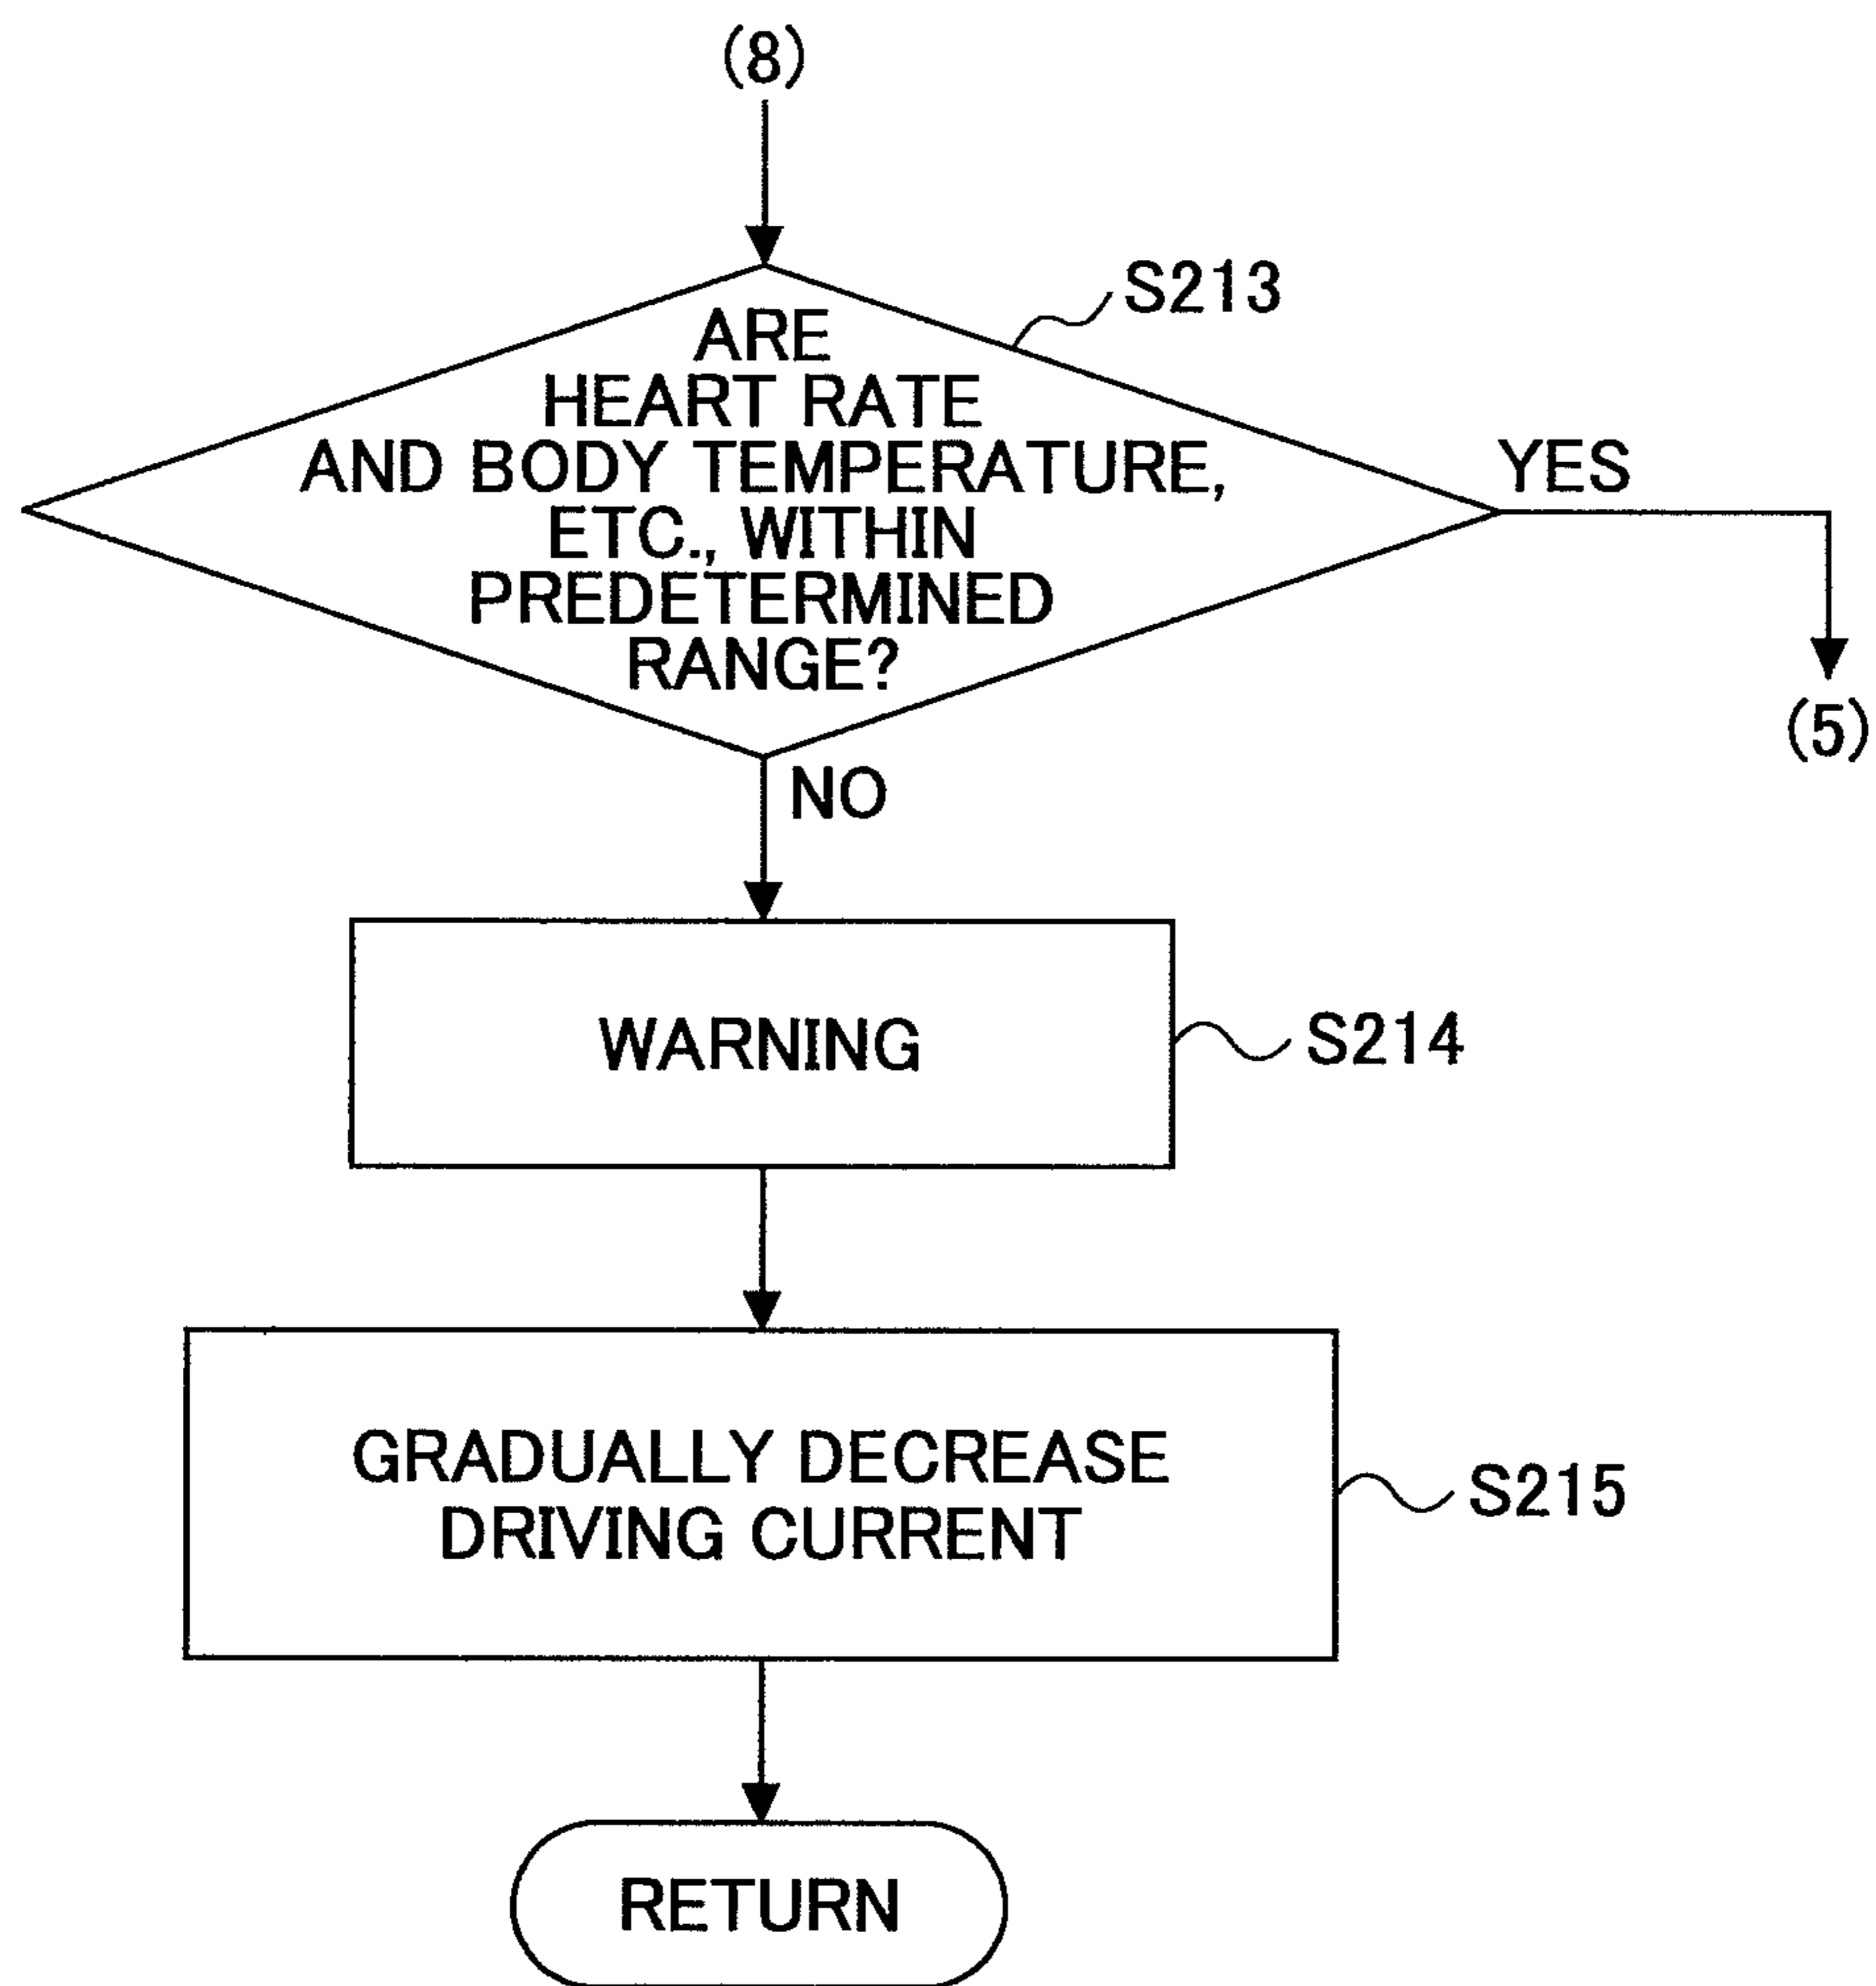 (8)
S213
ARE
HEART RATE
AND BODY TEMPERATURE,
ETC., WITHIN
PREDETERMINED
RANGE?
YES
(5)
NO
WARNING
S214
GRADUALLY DECREASE
DRIVING CURRENT
S215
RETURN